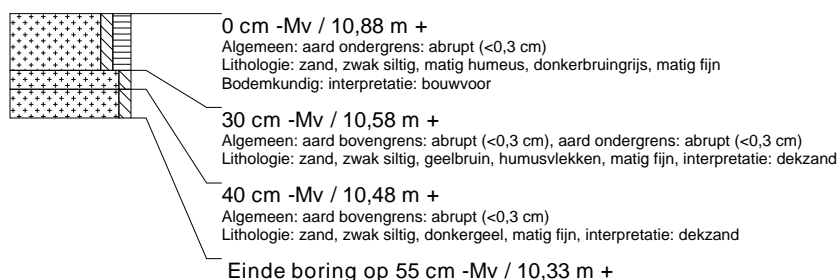 0 cm -Mv / 10,88 m +
Algemeen: aard ondergrens: abrupt (<0,3 cm)
Lithologie: zand, zwak siltig, matig humeus, donkerbruingrijs, matig fijn
Bodemkundig: interpretatie: bouwvoor
30 cm -Mv / 10,58 m +
Algemeen: aard bovengrens: abrupt (<0,3 cm), aard ondergrens: abrupt (<0,3 cm)
Lithologie: zand, zwak siltig, geelbruin, humusvlekken, matig fijn, interpretatie: dekzand
40 cm -Mv / 10,48 m +
Algemeen: aard bovengrens: abrupt (<0,3 cm)
Lithologie: zand, zwak siltig, donkergeel, matig fijn, interpretatie: dekzand
Einde boring op 55 cm -Mv / 10,33 m +